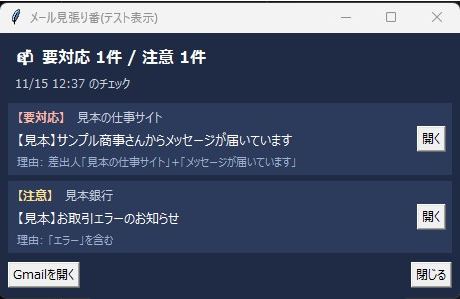 メール見張り番(テスト表示)
要対応 1件 / 注意 1件
11/15 12:37 のチェック
【要対応】 見本の仕事サイト
【見本】サンプル商事さんからメッセージが届いています
開く
理由: 差出人「見本の仕事サイト」+「メッセージが届いています」
【注意】 見本銀行
【見本】お取引エラーのお知らせ
開く
理由: 「エラー」を含む
Gmailを開く 閉じる